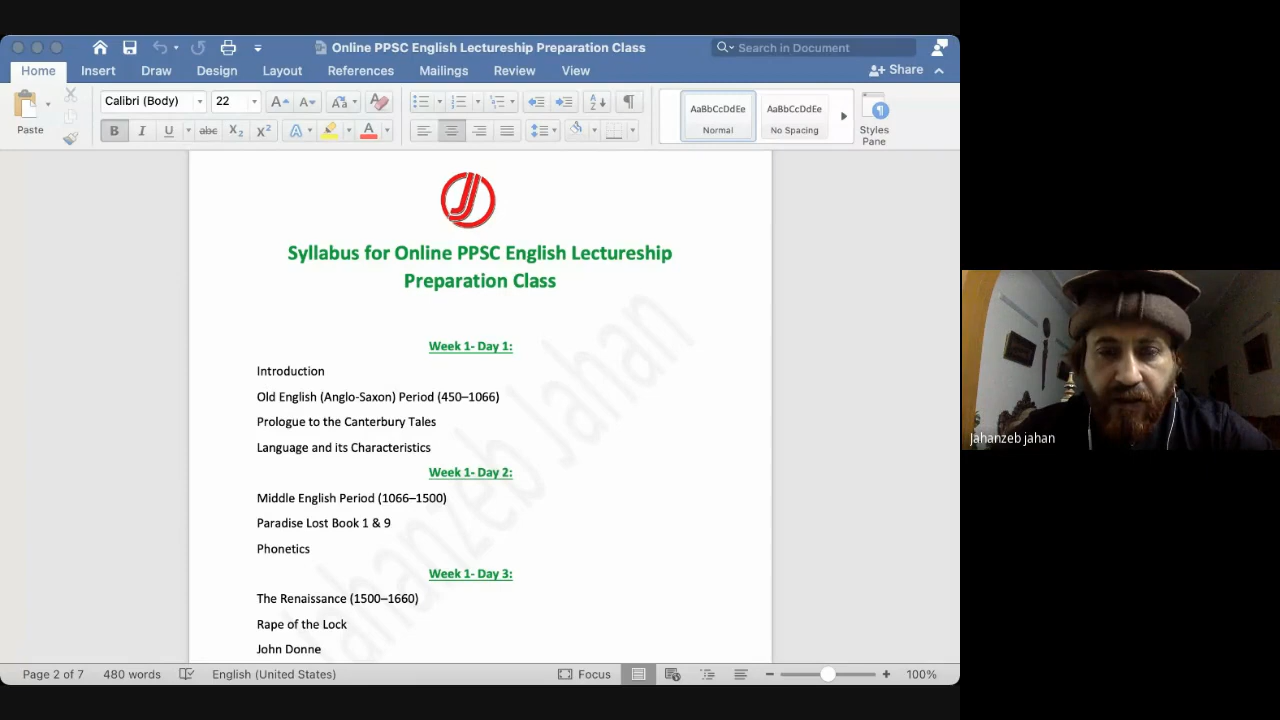 Online PPSC English Lectureship Preparation Class
Search in Document
Home Insert Draw Design Layout References Mailings Review View
Share
Paste
Calibri (Body) 22
AaBbCcDdEe AaBbCcDdEe
Normal No Spacing
Styles
Pane
Syllabus for Online PPSC English Lectureship
Preparation Class
Week 1- Day 1:
Introduction
Old English (Anglo-Saxon) Period (450–1066)
Prologue to the Canterbury Tales
Language and its Characteristics
Week 1- Day 2:
Middle English Period (1066–1500)
Paradise Lost Book 1 & 9
Phonetics
Week 1- Day 3:
The Renaissance (1500–1660)
Rape of the Lock
John Donne
Jahanzeb Jahan
Page 2 of 7 480 words English (United States) Focus 100%
Jahanzeb jahan